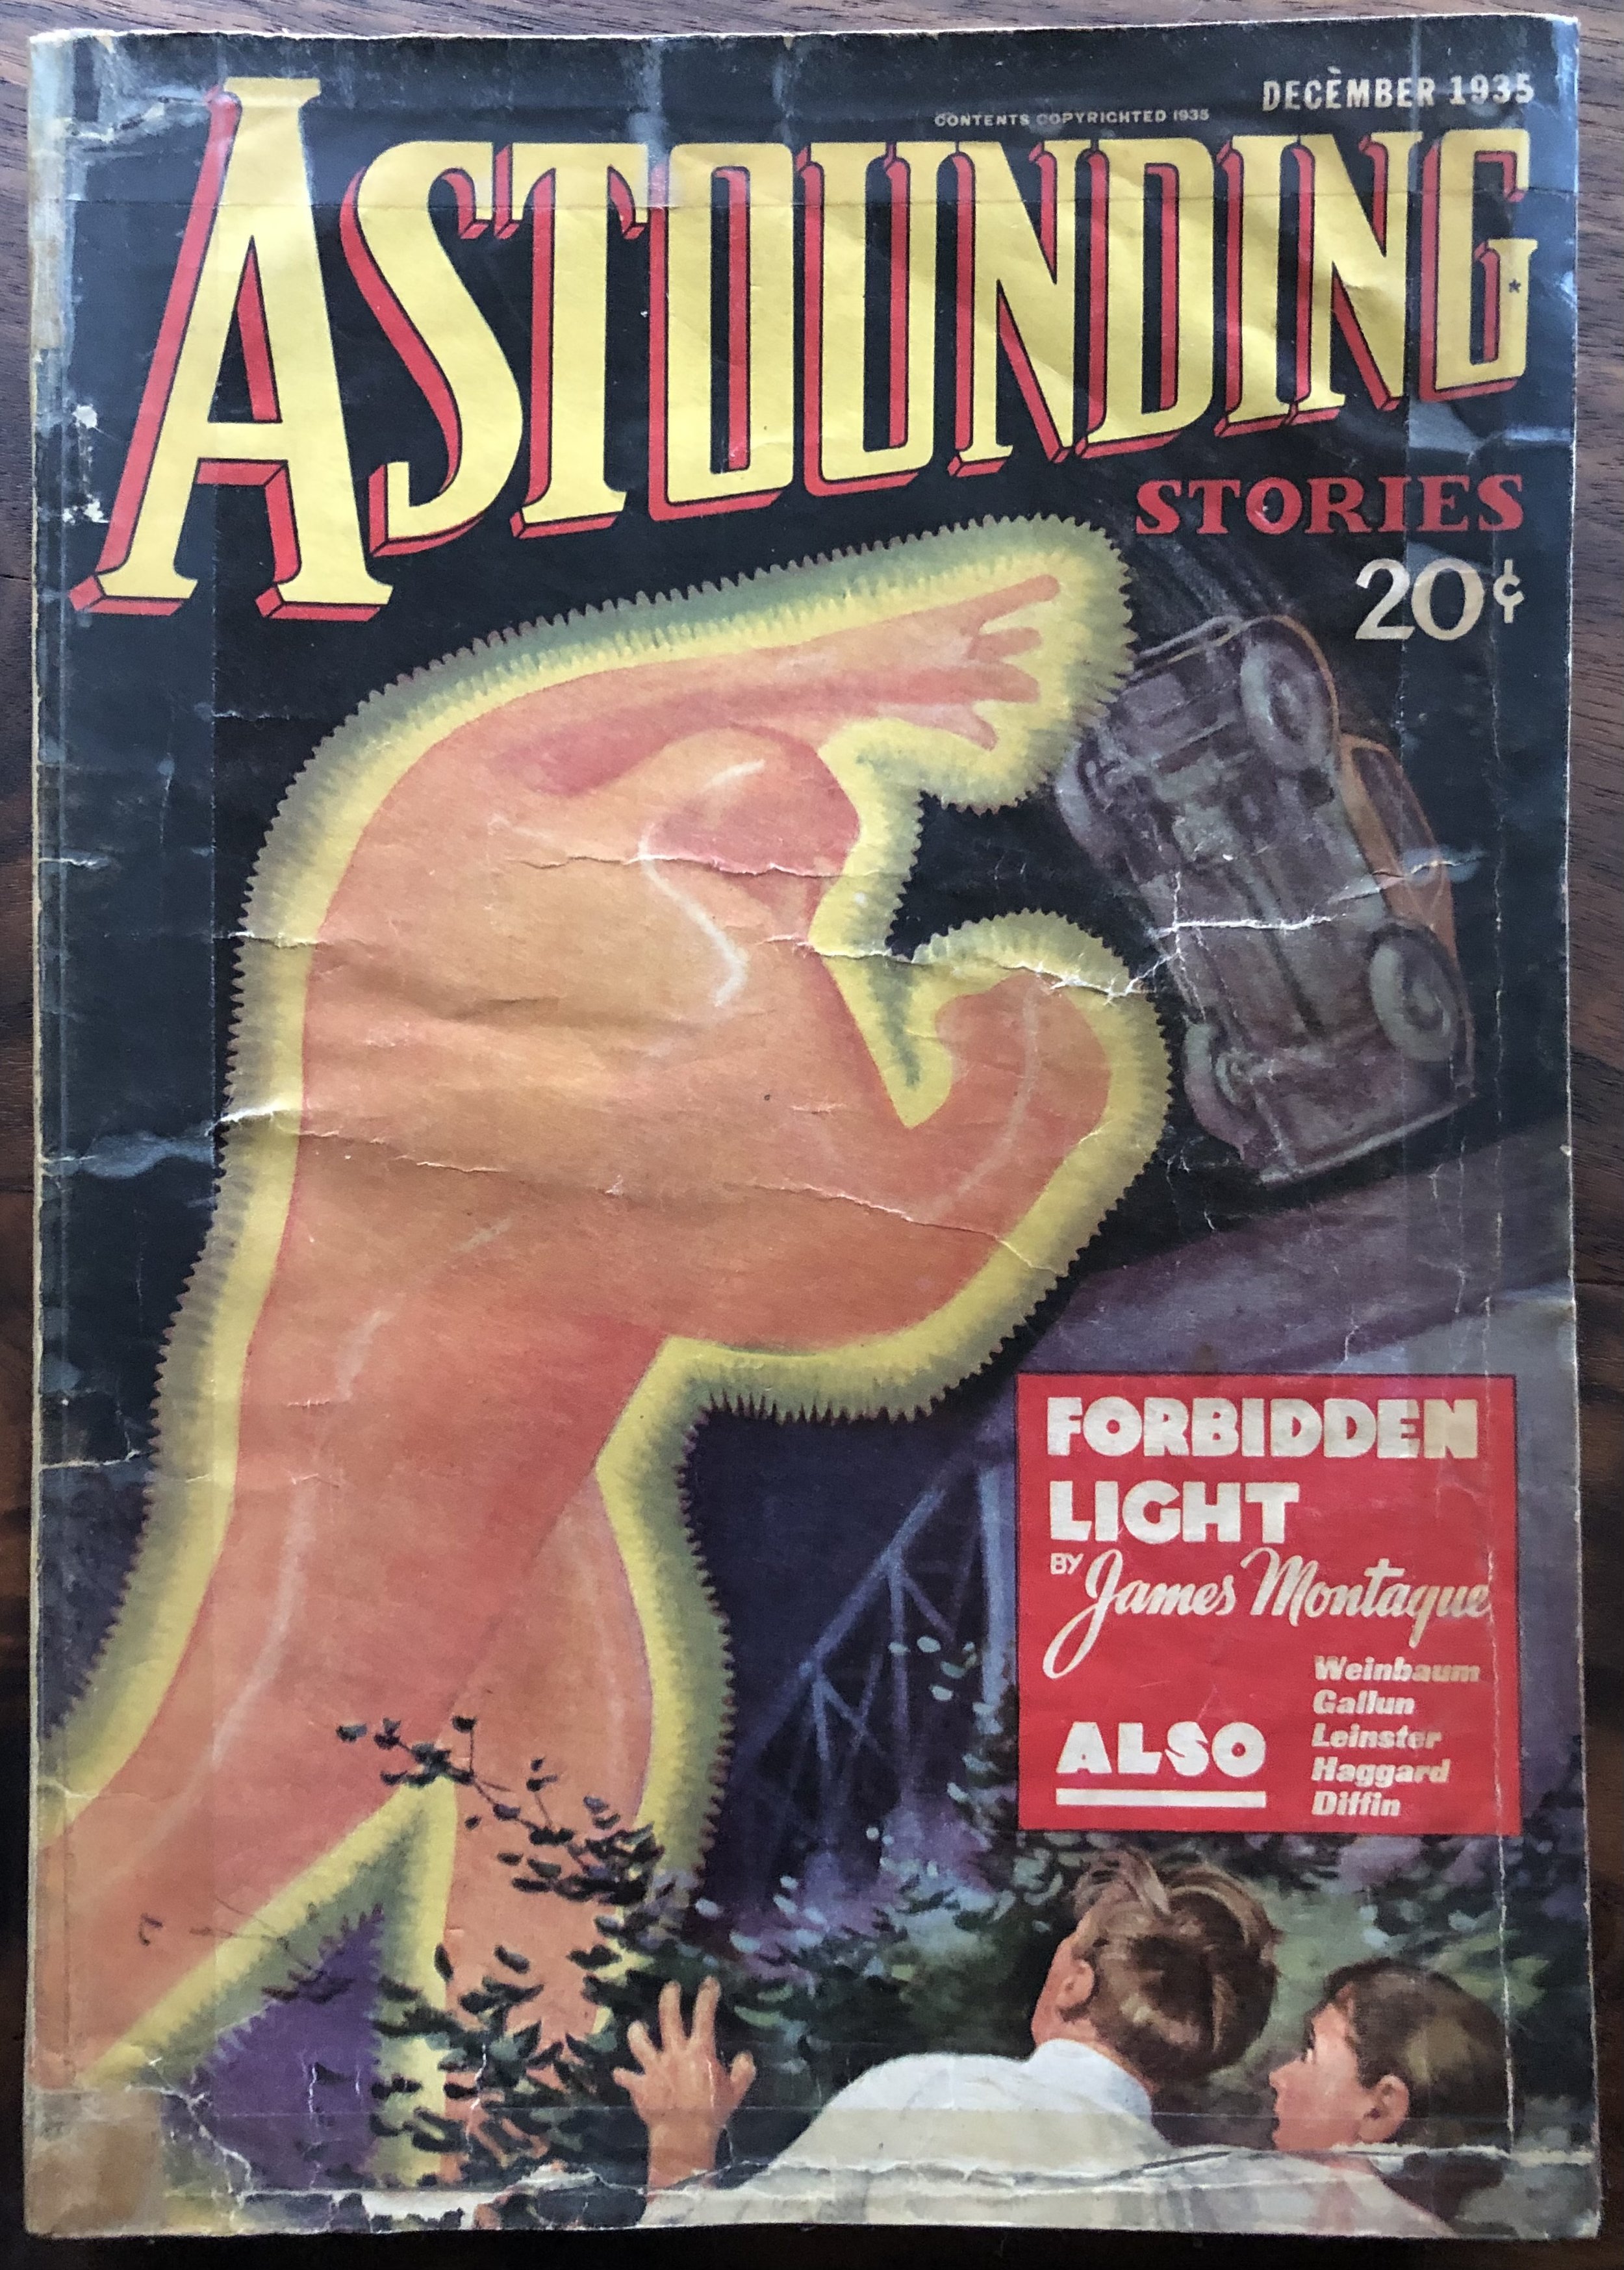 DECEMBER 1935
CONTENTS COPYRIGHTED 1935
ASTOUNDING
STORIES
20¢
FORBIDDEN
LIGHT
BY James Montague
ALSO
Weinbaum
Gallun
Leinster
Haggard
Diffin